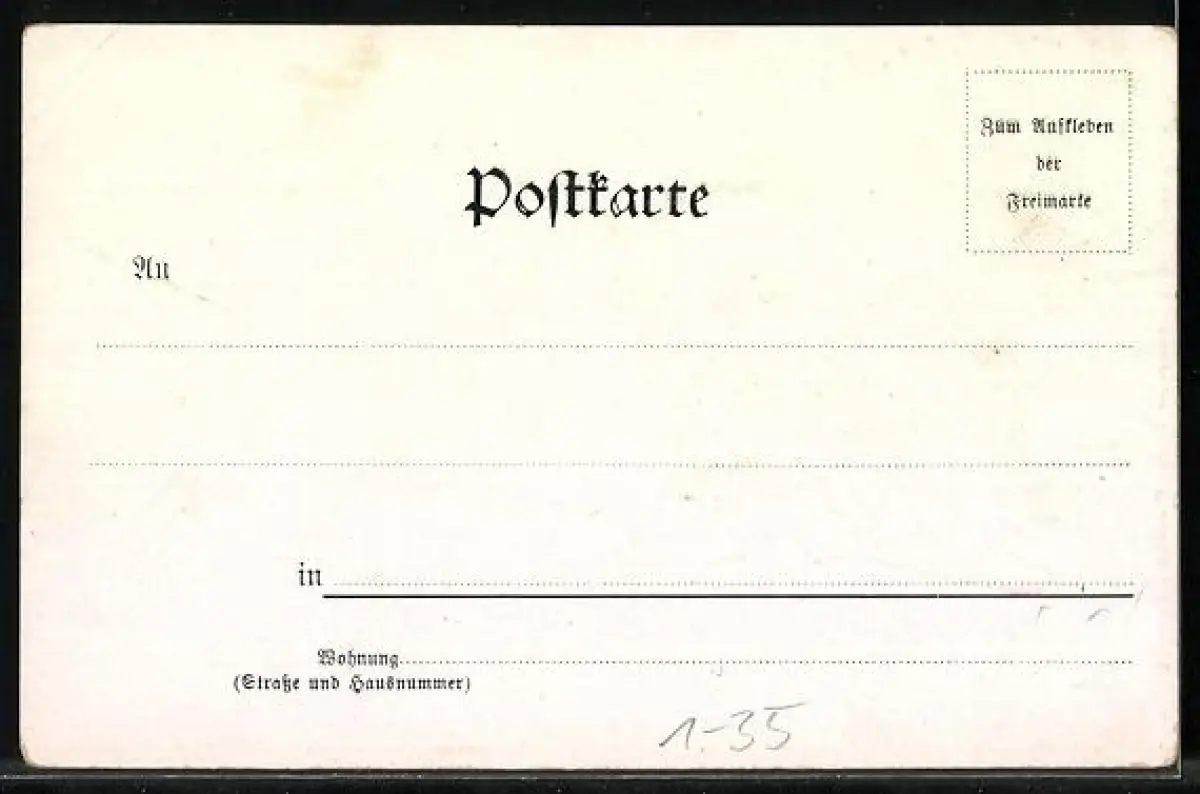 Postkarte
Zum Aufkleben
der
Freimarke
An
in
Wohnung
(Straße und Hausnummer)
1.-35